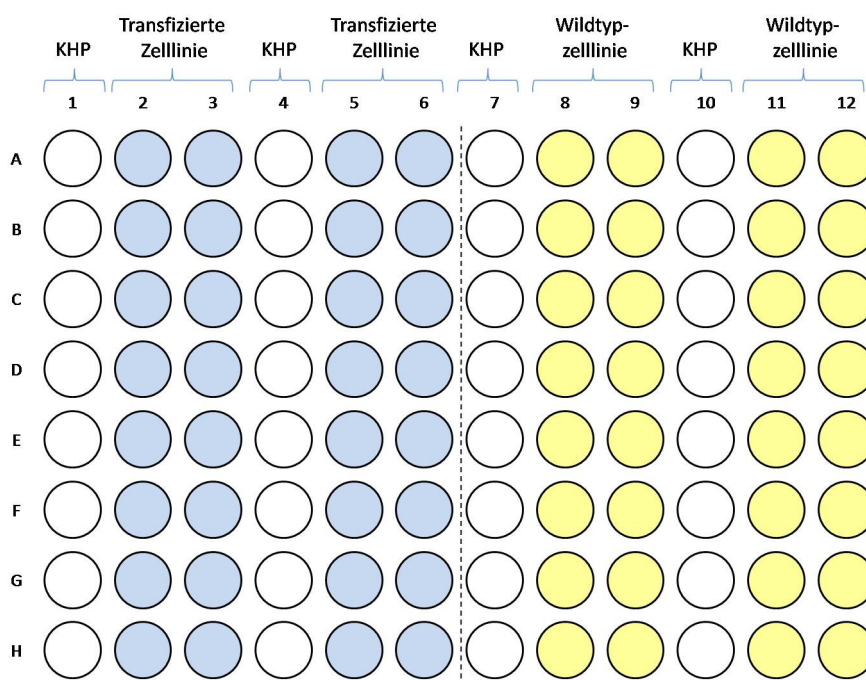 KHP Transfizierte Zelllinie KHP Transfizierte Zelllinie KHP Wildtyp- zelllinie KHP Wildtyp- zelllinie
1 2 3 4 5 6 7 8 9 10 11 12
A
B
C
D
E
F
G
H